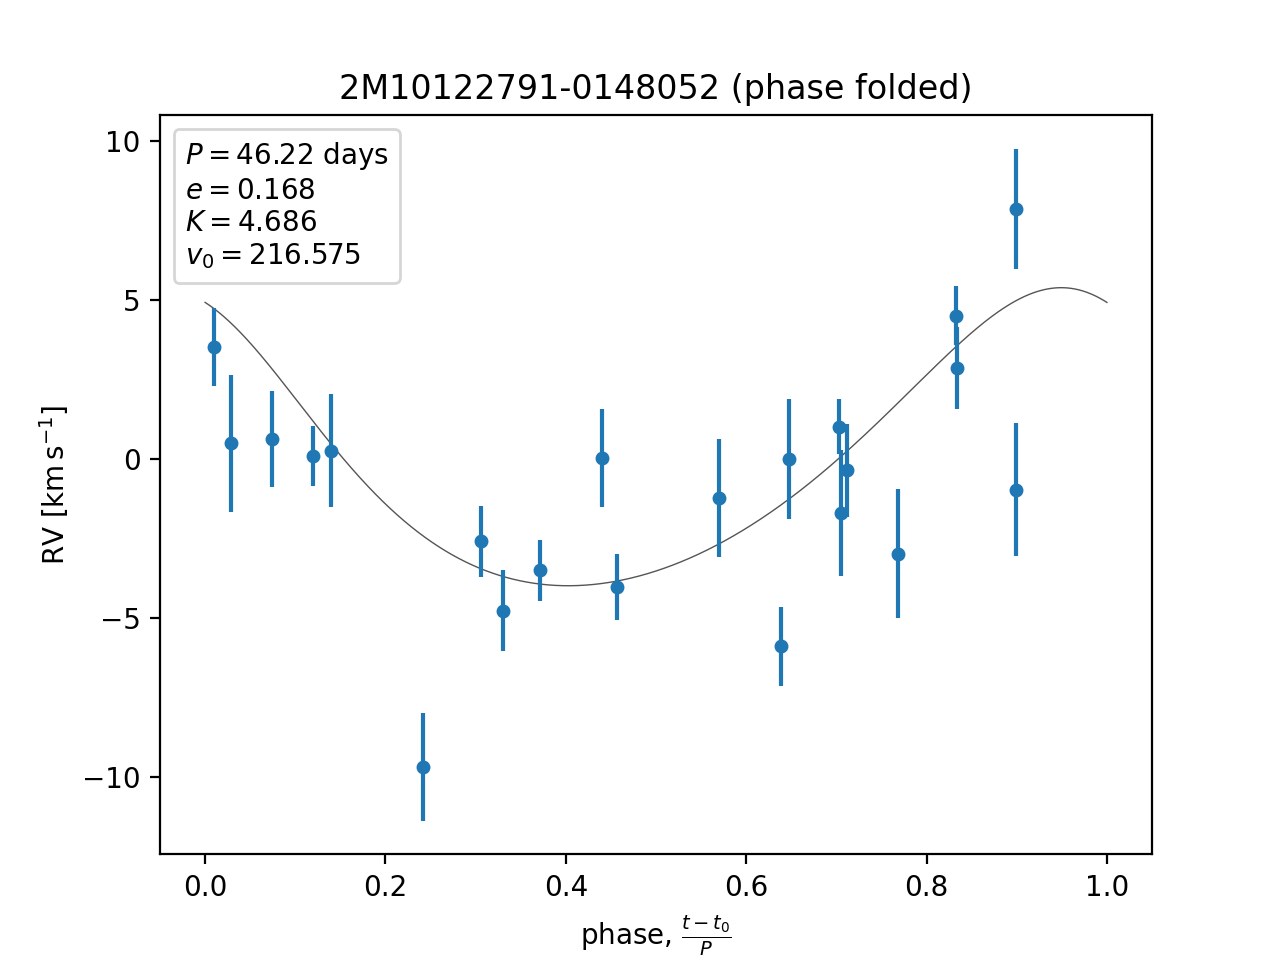 2M10122791-0148052 (phase folded)
P = 46.22 days
e = 0.168
K = 4.686
v₀ = 216.575
10
5
0
−5
−10
RV [km s⁻¹]
0.0 0.2 0.4 0.6 0.8 1.0
phase, (t − t₀)/P